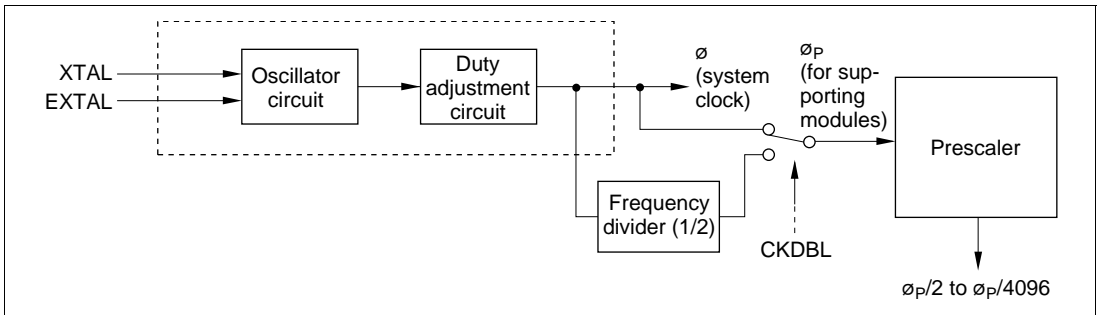 XTAL
EXTAL
Oscillator
circuit
Duty
adjustment
circuit
ø
(system
clock)
øP
(for sup-
porting
modules)
Prescaler
Frequency
divider (1/2)
CKDBL
øP/2 to øP/4096